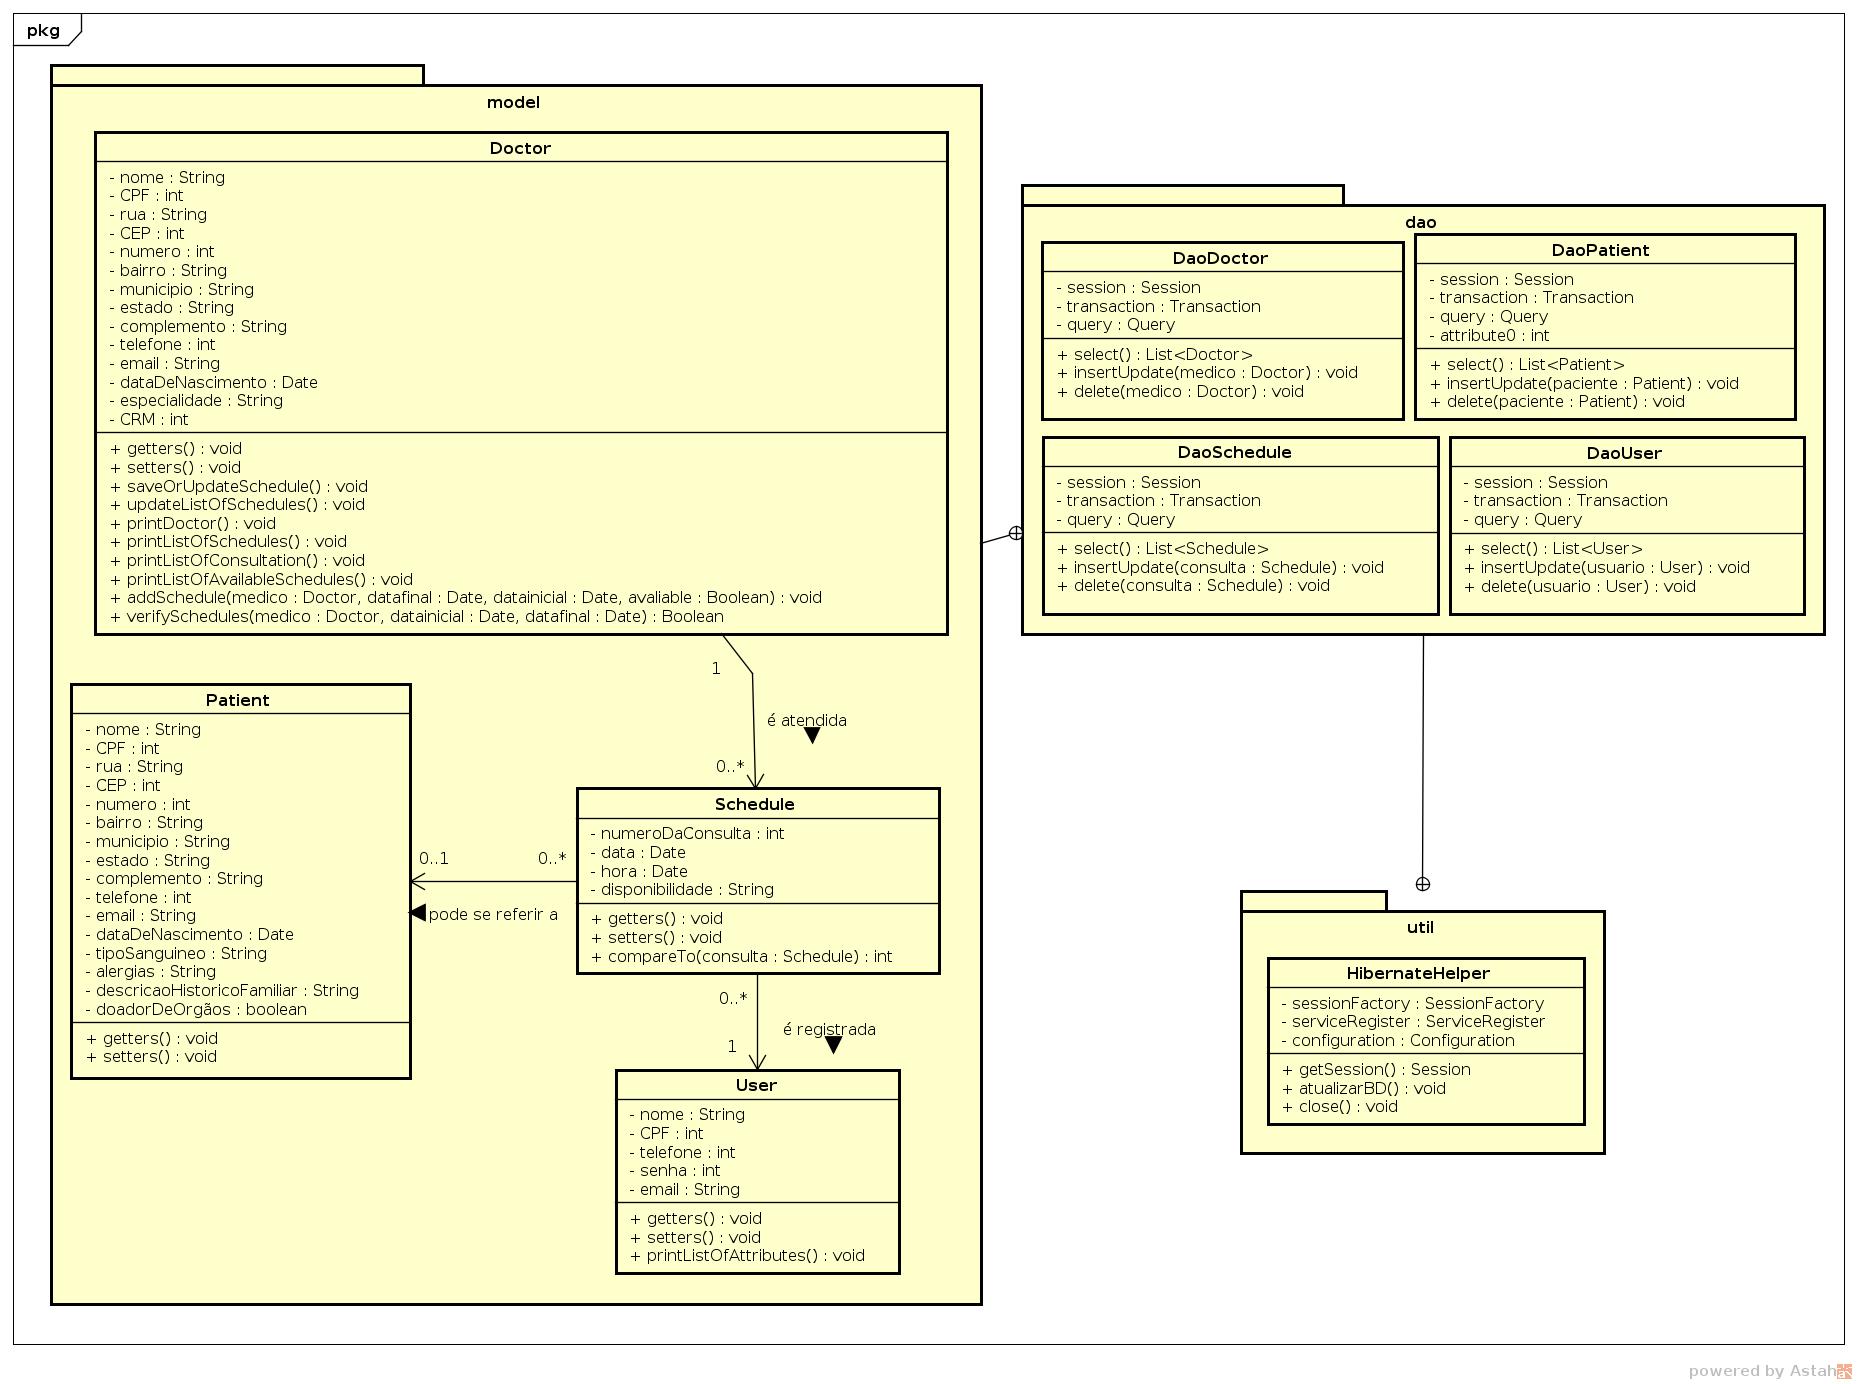 pkg
model
Doctor
- nome : String
- CPF : int
- rua : String
- CEP : int
- numero : int
- bairro : String
- municipio : String
- estado : String
- complemento : String
- telefone : int
- email : String
- dataDeNascimento : Date
- especialidade : String
- CRM : int
+ getters() : void
+ setters() : void
+ saveOrUpdateSchedule() : void
+ updateListOfSchedules() : void
+ printDoctor() : void
+ printListOfSchedules() : void
+ printListOfConsultation() : void
+ printListOfAvailableSchedules() : void
+ addSchedule(medico : Doctor, datafinal : Date, datainicial : Date, avaliable : Boolean) : void
+ verifySchedules(medico : Doctor, datainicial : Date, datafinal : Date) : Boolean
1
é atendida
0..*
Patient
- nome : String
- CPF : int
- rua : String
- CEP : int
- numero : int
- bairro : String
- municipio : String
- estado : String
- complemento : String
- telefone : int
- email : String
- dataDeNascimento : Date
- tipoSanguineo : String
- alergias : String
- descricaoHistoricoFamiliar : String
- doadorDeOrgãos : boolean
+ getters() : void
+ setters() : void
0..1
0..*
pode se referir a
Schedule
- numeroDaConsulta : int
- data : Date
- hora : Date
- disponibilidade : String
+ getters() : void
+ setters() : void
+ compareTo(consulta : Schedule) : int
0..*
é registrada
1
User
- nome : String
- CPF : int
- telefone : int
- senha : int
- email : String
+ getters() : void
+ setters() : void
+ printListOfAttributes() : void
dao
DaoDoctor
- session : Session
- transaction : Transaction
- query : Query
+ select() : List<Doctor>
+ insertUpdate(medico : Doctor) : void
+ delete(medico : Doctor) : void
DaoPatient
- session : Session
- transaction : Transaction
- query : Query
- attribute0 : int
+ select() : List<Patient>
+ insertUpdate(paciente : Patient) : void
+ delete(paciente : Patient) : void
DaoSchedule
- session : Session
- transaction : Transaction
- query : Query
+ select() : List<Schedule>
+ insertUpdate(consulta : Schedule) : void
+ delete(consulta : Schedule) : void
DaoUser
- session : Session
- transaction : Transaction
- query : Query
+ select() : List<User>
+ insertUpdate(usuario : User) : void
+ delete(usuario : User) : void
util
HibernateHelper
- sessionFactory : SessionFactory
- serviceRegister : ServiceRegister
- configuration : Configuration
+ getSession() : Session
+ atualizarBD() : void
+ close() : void
powered by Astah